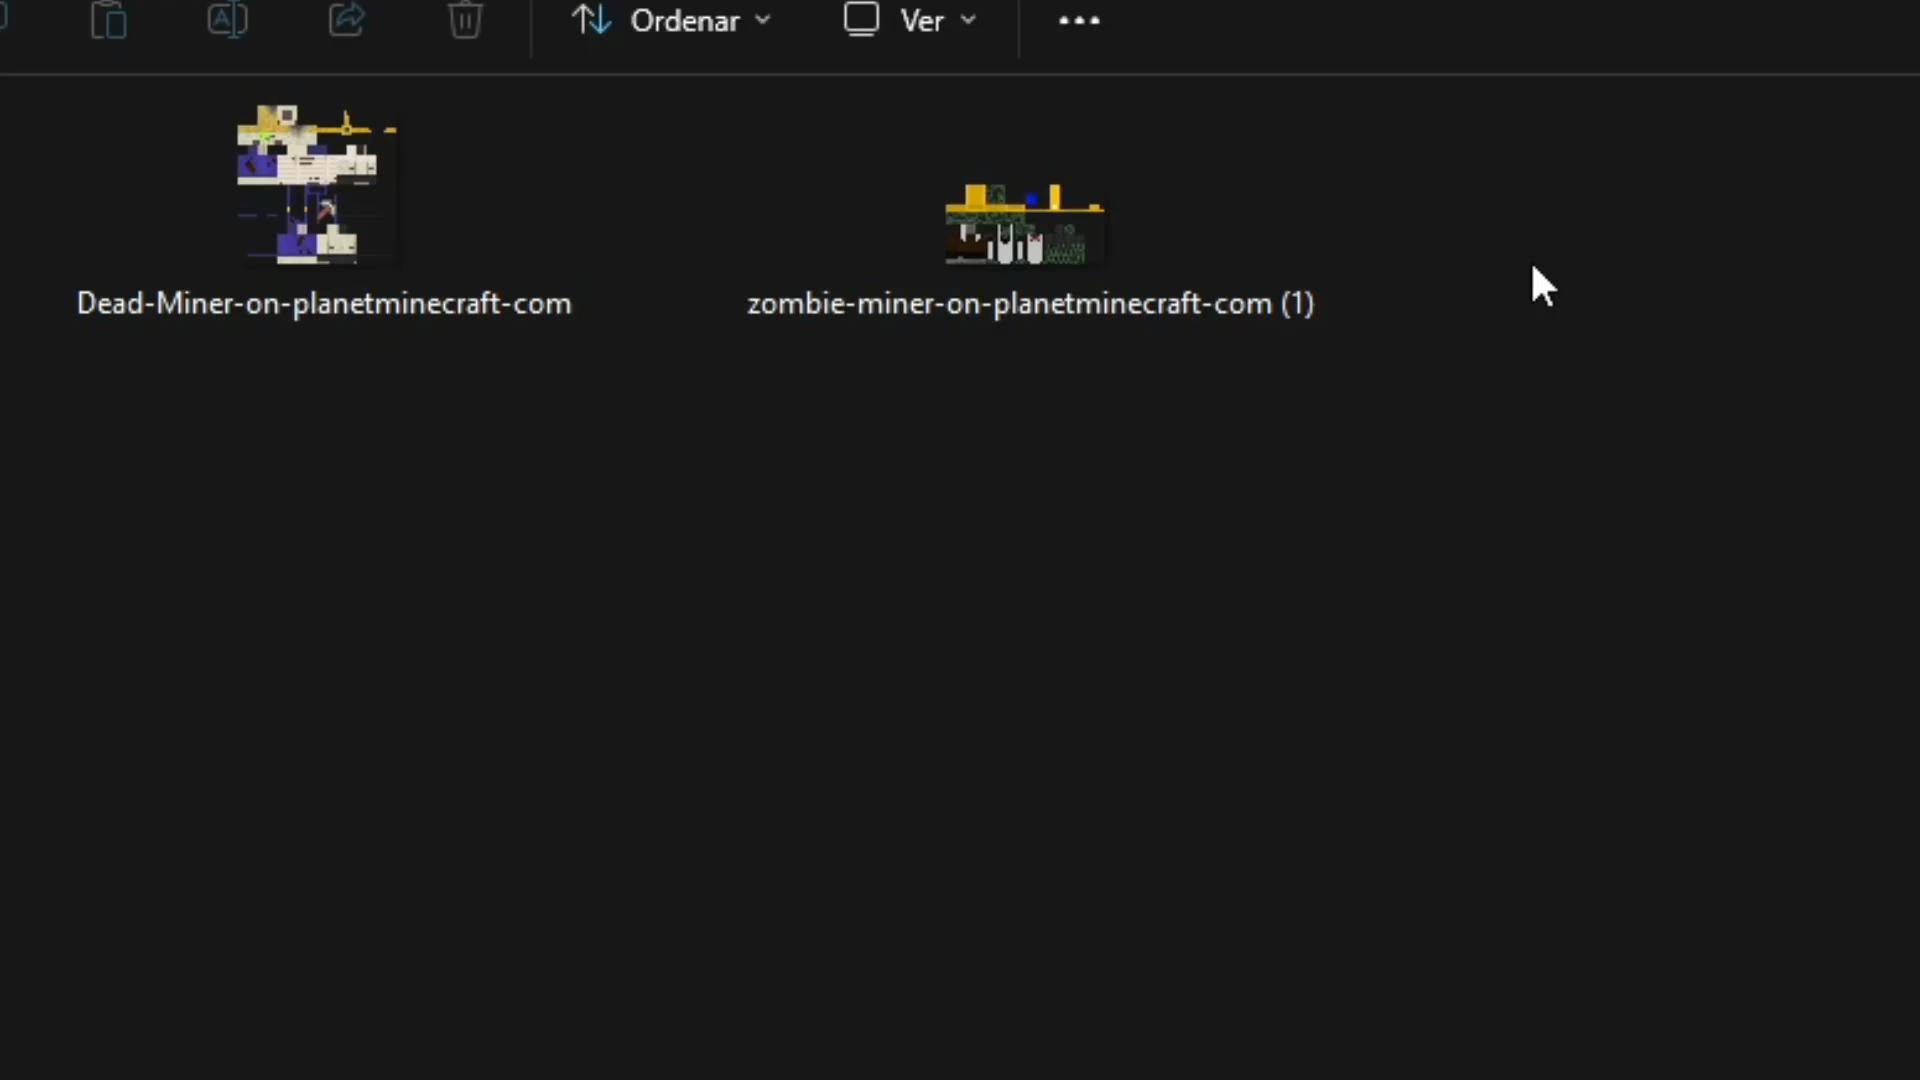 Ordenar Ver
Dead-Miner-on-planetminecraft-com
zombie-miner-on-planetminecraft-com (1)